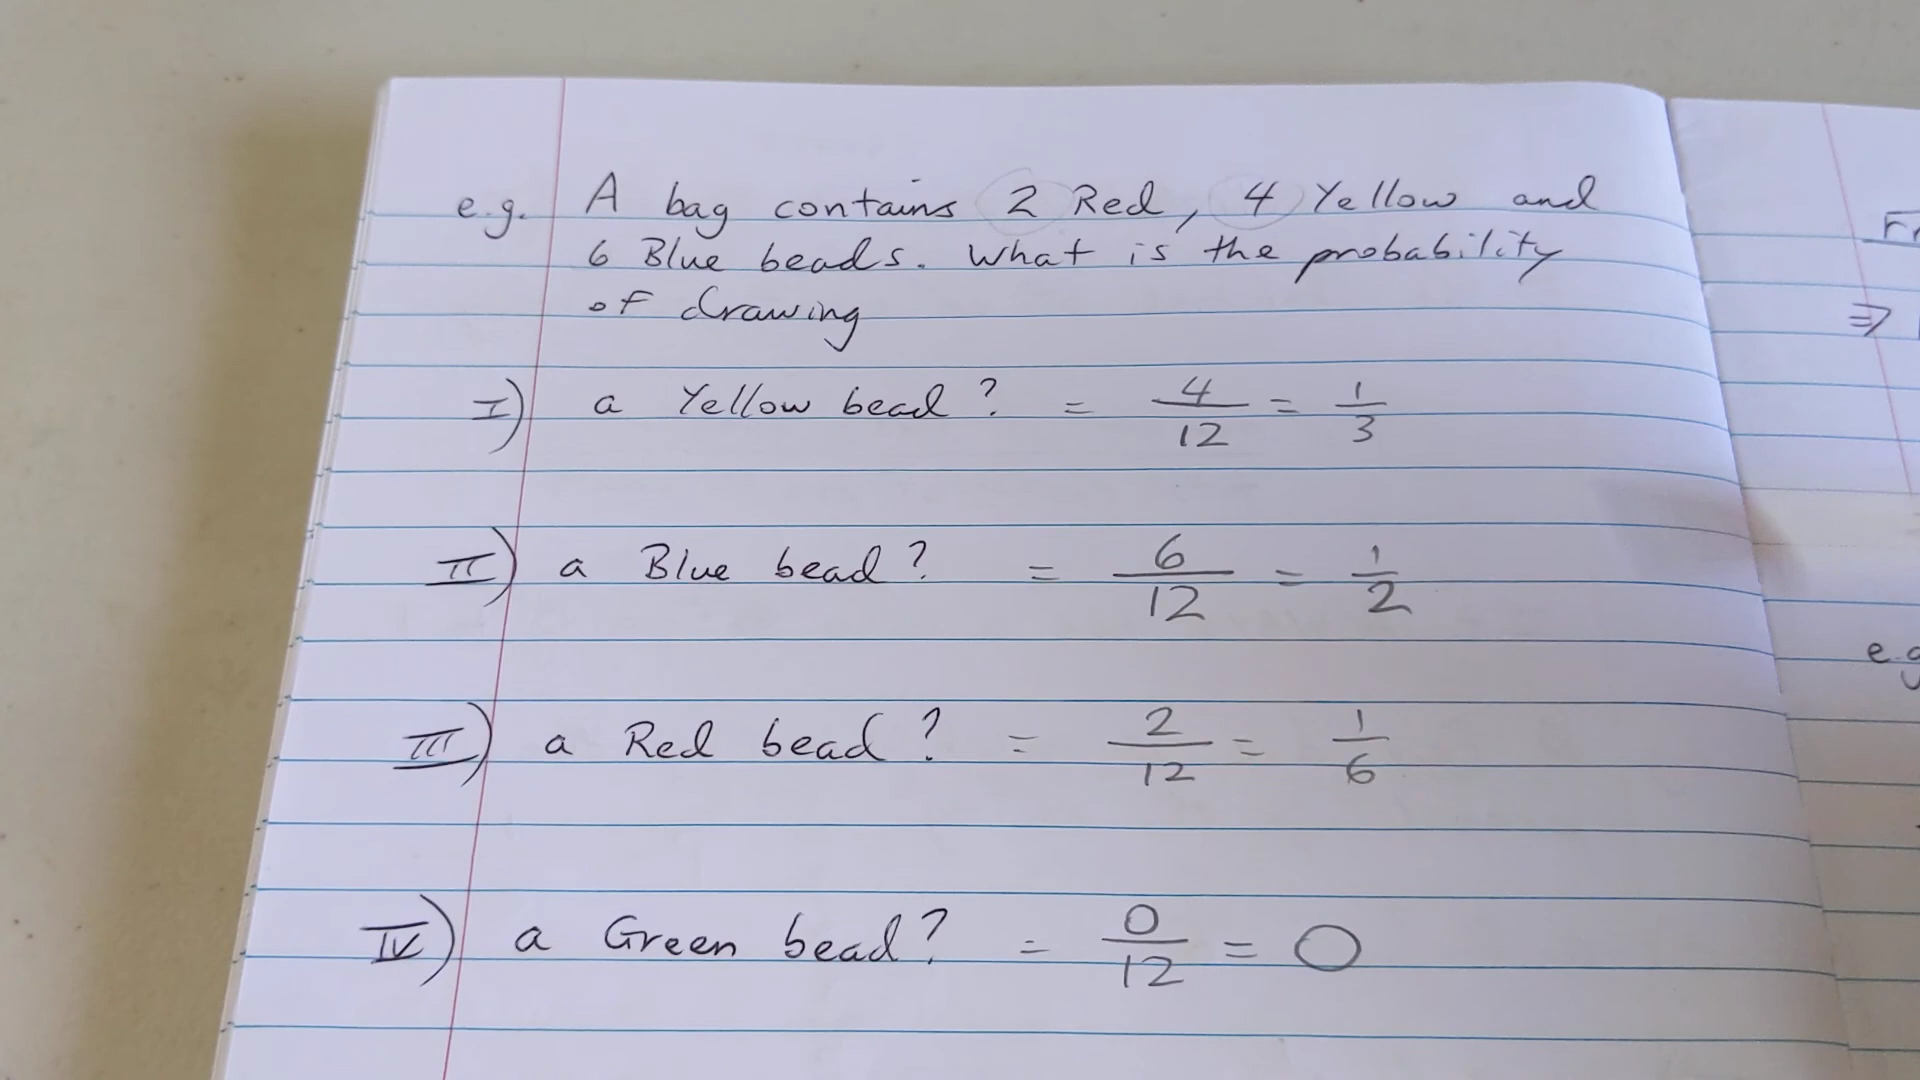 e.g. A bag contains 2 Red, 4 Yellow and
6 Blue beads. What is the probability
of drawing
I) a Yellow bead? = 4/12 = 1/3
II) a Blue bead? = 6/12 = 1/2
III) a Red bead? = 2/12 = 1/6
IV) a Green bead? = 0/12 = 0
⇒
e.g